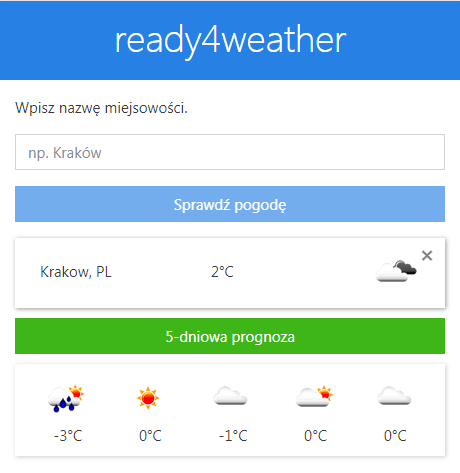 ready4weather
Wpisz nazwę miejsowości.
np. Kraków
Sprawdź pogodę
Krakow, PL 2°C
5-dniowa prognoza
-3°C 0°C -1°C 0°C 0°C